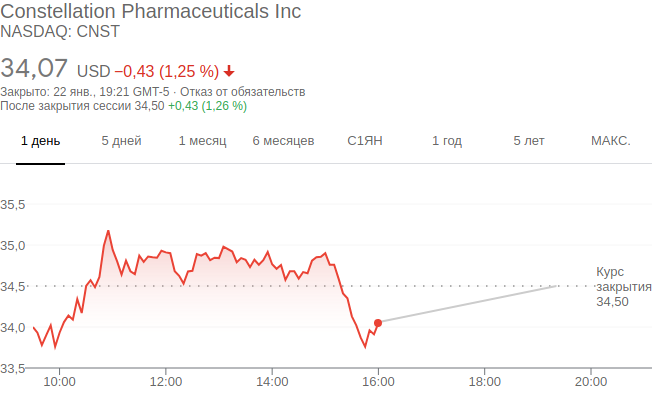 Constellation Pharmaceuticals Inc
NASDAQ: CNST
34,07 USD −0,43 (1,25 %)
Закрыто: 22 янв., 19:21 GMT-5 · Отказ от обязательств
После закрытия сессии 34,50 +0,43 (1,26 %)
1 день 5 дней 1 месяц 6 месяцев С1ЯН 1 год 5 лет МАКС.
35,5
35,0
34,5
34,0
33,5
Курс
закрытия
34,50
10:00 12:00 14:00 16:00 18:00 20:00